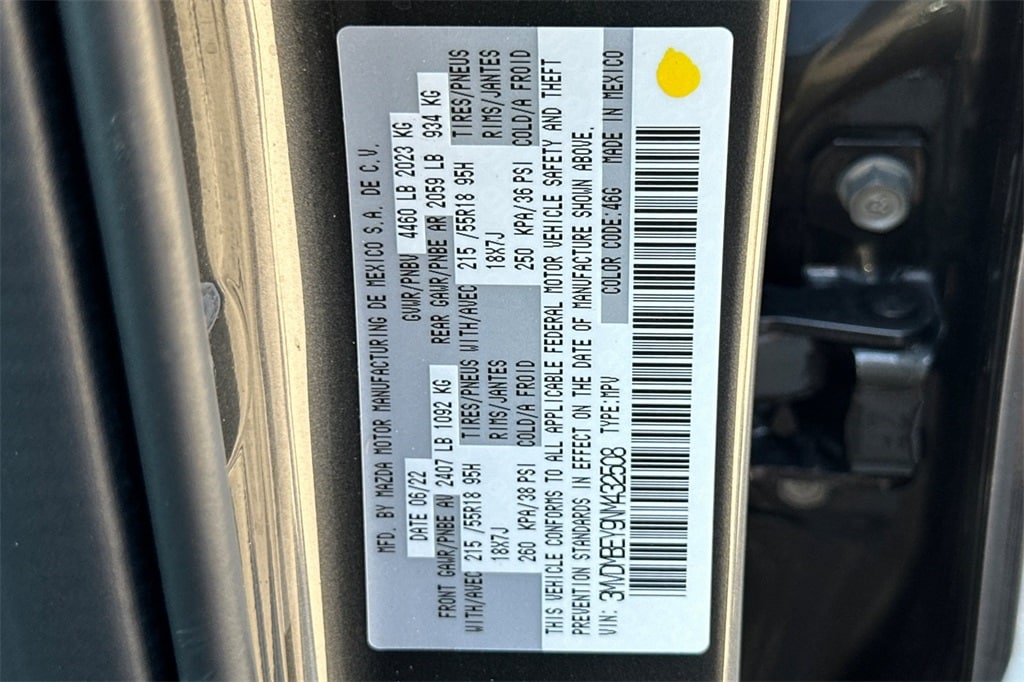 MFD. BY MAZDA MOTOR MANUFACTURING DE MEXICO S.A. DE C.V.
DATE 06/22 GVWR/PNBV 4460 LB 2023 KG
FRONT GAWR/PNBE AV 2407 LB 1092 KG REAR GAWR/PNBE AR 2059 LB 934 KG
WITH/AVEC 215 /55R18 95H TIRES/PNEUS WITH/AVEC 215 /55R18 95H TIRES/PNEUS
18X7J RIMS/JANTES 18X7J RIMS/JANTES
260 KPA/38 PSI COLD/A FROID 250 KPA/36 PSI COLD/A FROID
THIS VEHICLE CONFORMS TO ALL APPLICABLE FEDERAL MOTOR VEHICLE SAFETY AND THEFT
PREVENTION STANDARDS IN EFFECT ON THE DATE OF MANUFACTURE SHOWN ABOVE.
VIN: 3MVDMBEY9NM432508 TYPE:MPV COLOR CODE:46G MADE IN MEXICO